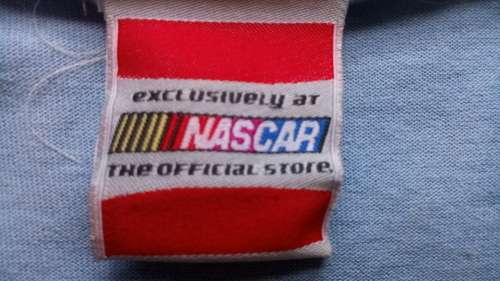 exclusively at
NASCAR
THE OFFICIAL STORE.